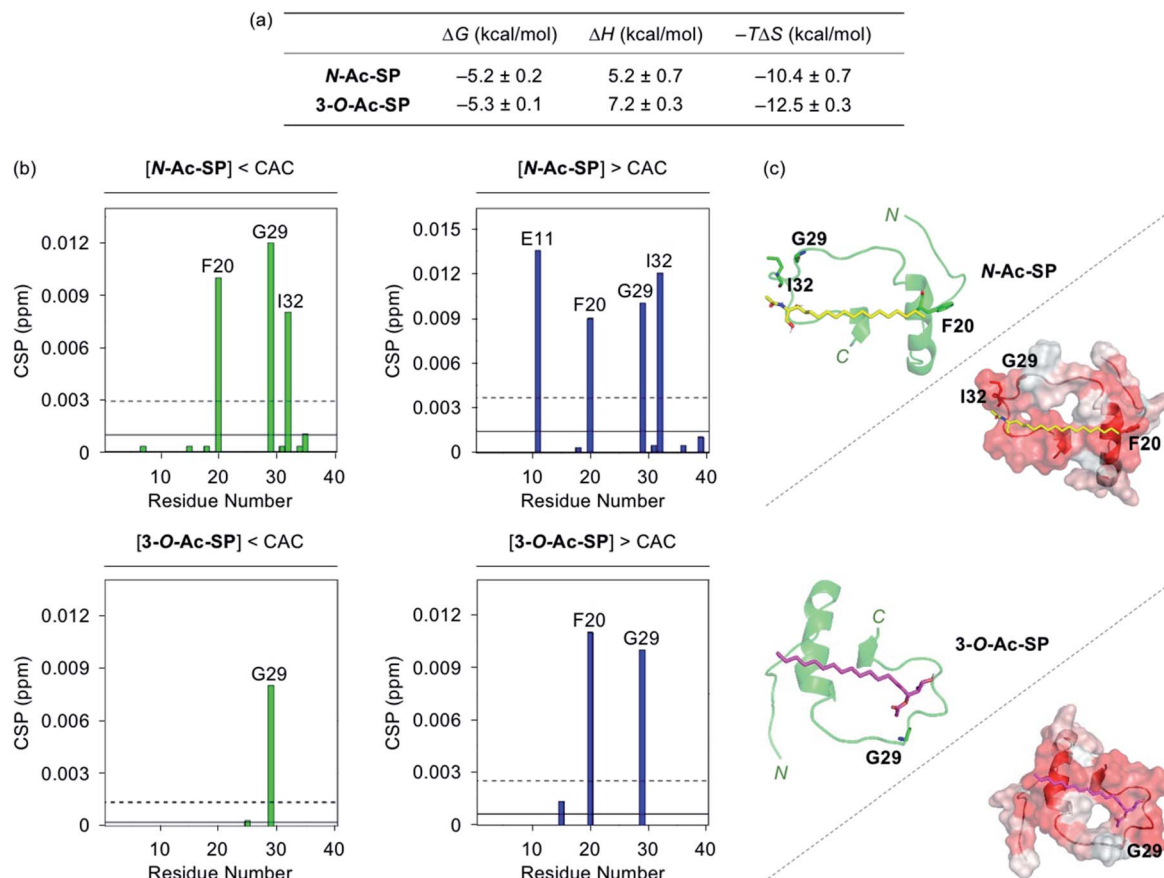 (a)
ΔG (kcal/mol) ΔH (kcal/mol) –TΔS (kcal/mol)
N-Ac-SP –5.2 ± 0.2 5.2 ± 0.7 –10.4 ± 0.7
3-O-Ac-SP –5.3 ± 0.1 7.2 ± 0.3 –12.5 ± 0.3
(b)
[N-Ac-SP] < CAC
CSP (ppm)
0.012
0.009
0.006
0.003
0
F20
G29
I32
0 10 20 30 40
Residue Number
[N-Ac-SP] > CAC
CSP (ppm)
0.015
0.012
0.009
0.006
0.003
0
E11
F20
G29
I32
0 10 20 30 40
Residue Number
[3-O-Ac-SP] < CAC
CSP (ppm)
0.012
0.009
0.006
0.003
0
G29
0 10 20 30 40
Residue Number
[3-O-Ac-SP] > CAC
CSP (ppm)
0.012
0.009
0.006
0.003
0
F20
G29
0 10 20 30 40
Residue Number
(c)
N
G29
N-Ac-SP
I32
F20
C
G29
I32
F20
C
3-O-Ac-SP
G29
N
G29